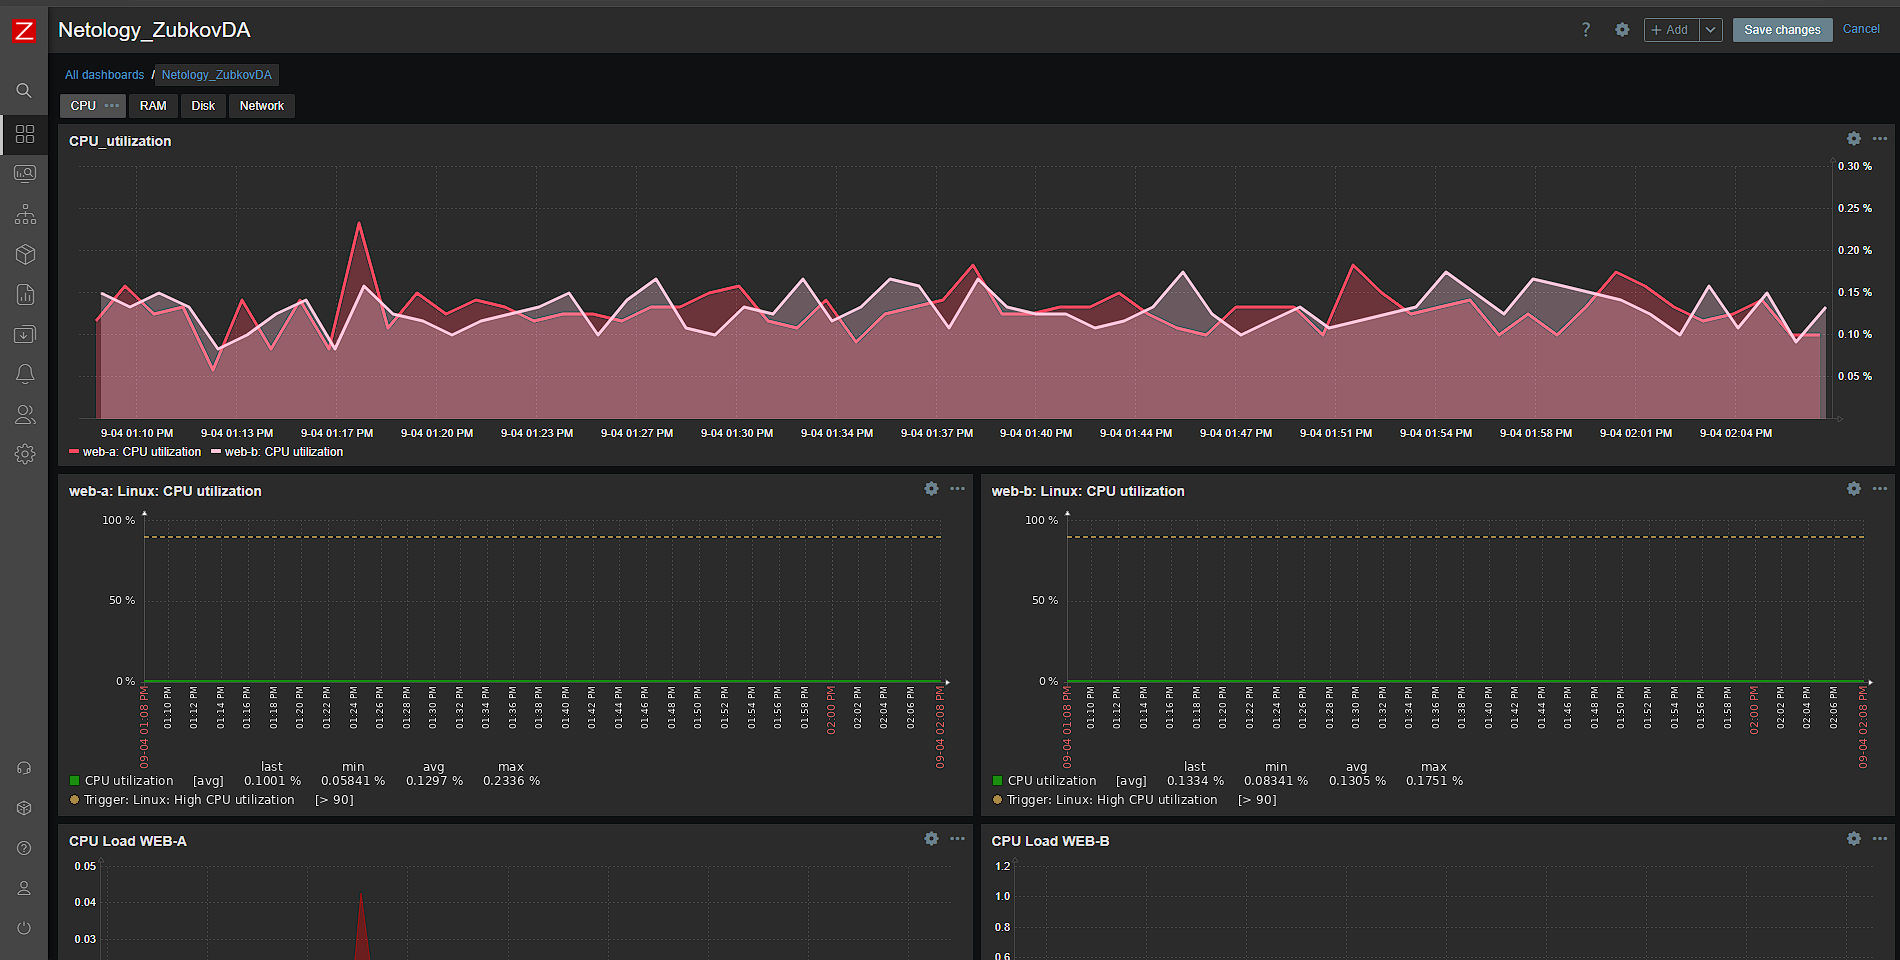 Z
Netology_ZubkovDA
? + Add Save changes Cancel
All dashboards / Netology_ZubkovDA
CPU ••• RAM Disk Network
CPU_utilization
0.30 %
0.25 %
0.20 %
0.15 %
0.10 %
0.05 %
9-04 01:10 PM 9-04 01:13 PM 9-04 01:17 PM 9-04 01:20 PM 9-04 01:23 PM 9-04 01:27 PM 9-04 01:30 PM 9-04 01:34 PM 9-04 01:37 PM 9-04 01:40 PM 9-04 01:44 PM 9-04 01:47 PM 9-04 01:51 PM 9-04 01:54 PM 9-04 01:58 PM 9-04 02:01 PM 9-04 02:04 PM
web-a: CPU utilization web-b: CPU utilization
web-a: Linux: CPU utilization
100 %
50 %
0 %
09-04 01:08 PM 01:10 PM 01:12 PM 01:14 PM 01:16 PM 01:18 PM 01:20 PM 01:22 PM 01:24 PM 01:26 PM 01:28 PM 01:30 PM 01:32 PM 01:34 PM 01:36 PM 01:38 PM 01:40 PM 01:42 PM 01:44 PM 01:46 PM 01:48 PM 01:50 PM 01:52 PM 01:54 PM 01:56 PM 01:58 PM 02:00 PM 02:02 PM 02:04 PM 02:06 PM 09-04 02:08 PM
last min avg max
CPU utilization [avg] 0.1001 % 0.05841 % 0.1297 % 0.2336 %
Trigger: Linux: High CPU utilization [> 90]
web-b: Linux: CPU utilization
100 %
50 %
0 %
09-04 01:08 PM 01:10 PM 01:12 PM 01:14 PM 01:16 PM 01:18 PM 01:20 PM 01:22 PM 01:24 PM 01:26 PM 01:28 PM 01:30 PM 01:32 PM 01:34 PM 01:36 PM 01:38 PM 01:40 PM 01:42 PM 01:44 PM 01:46 PM 01:48 PM 01:50 PM 01:52 PM 01:54 PM 01:56 PM 01:58 PM 02:00 PM 02:02 PM 02:04 PM 02:06 PM 09-04 02:08 PM
last min avg max
CPU utilization [avg] 0.1334 % 0.08341 % 0.1305 % 0.1751 %
Trigger: Linux: High CPU utilization [> 90]
CPU Load WEB-A
0.05
0.04
0.03
CPU Load WEB-B
1.2
1.0
0.8
0.6